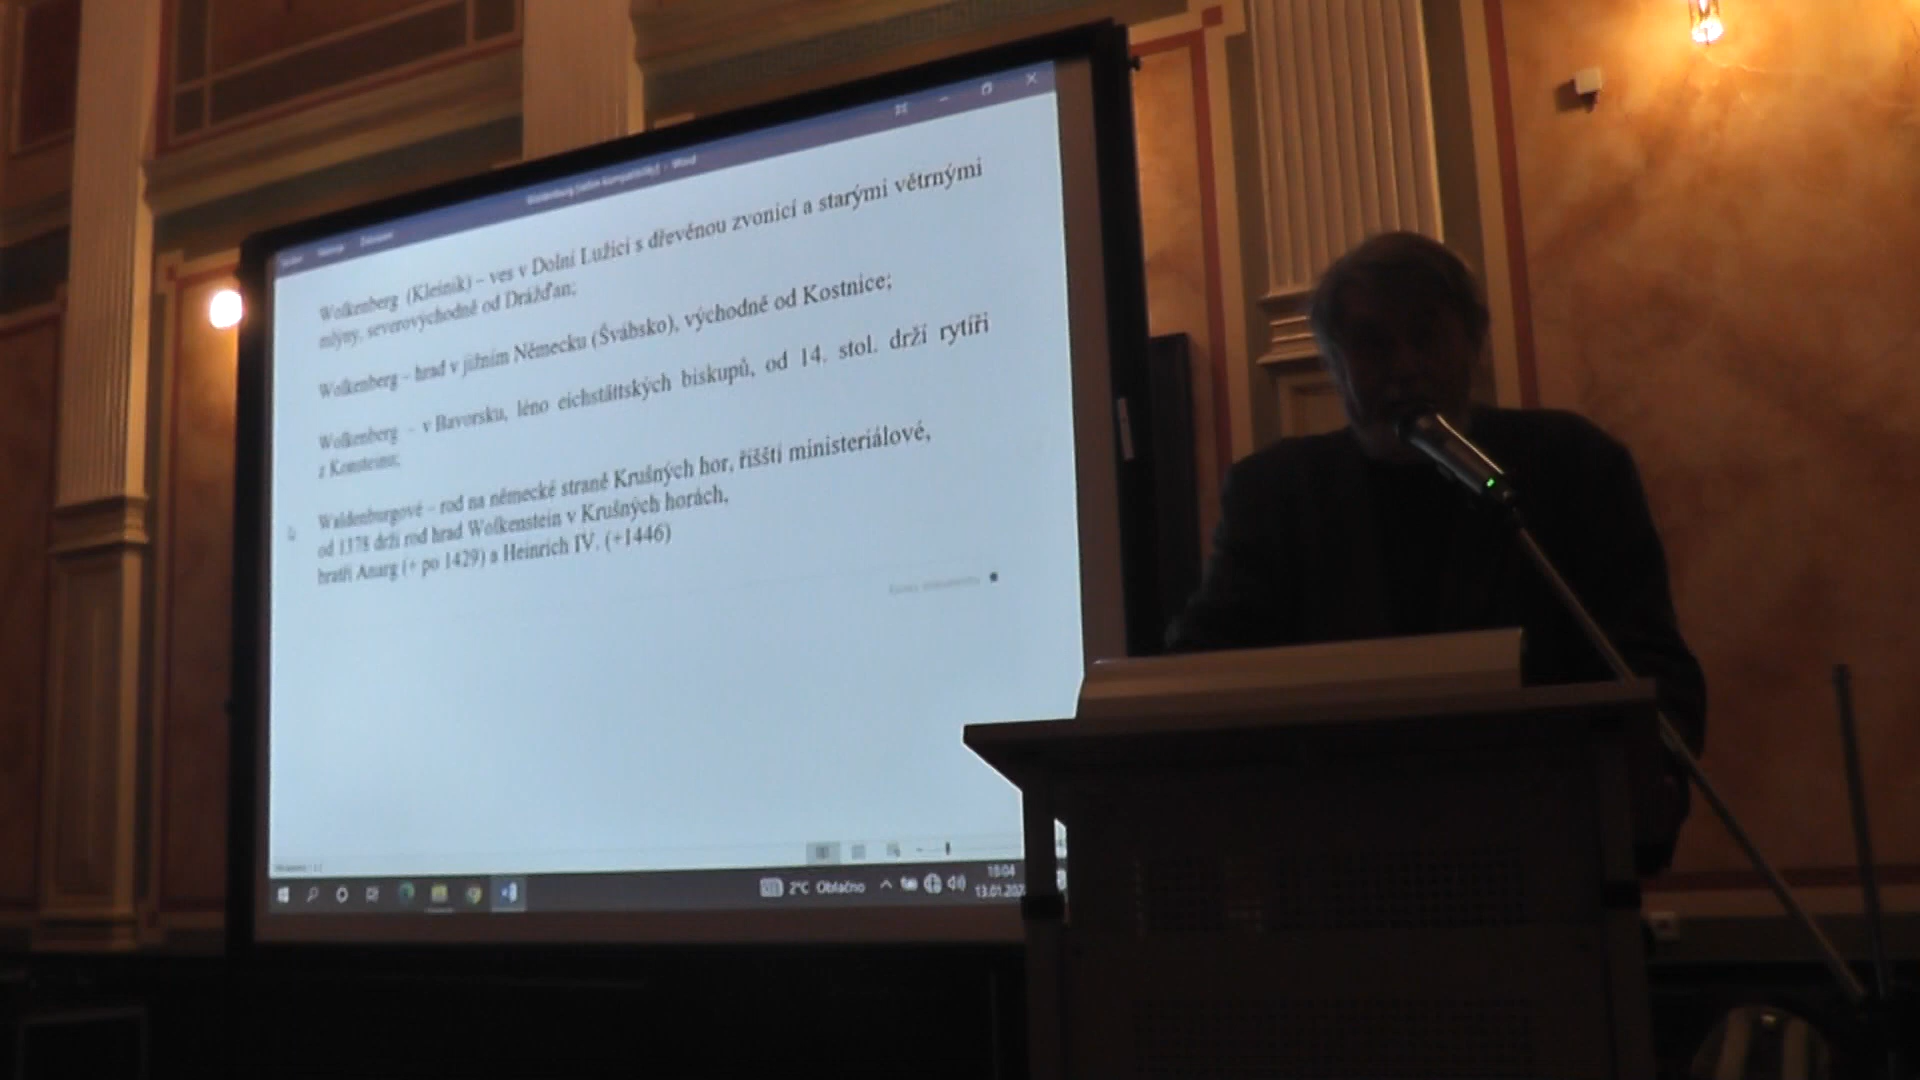 Wolkenberg (Klešnik) – ves v Dolní Lužici s dřevěnou zvonicí a starými větrnými
mlýny, severovýchodně od Drážďan;
Wolkenberg – hrad v jižním Německu (Švábsko), východně od Kostnice;
Wolkenberg – v Bavorsku, léno eichstättských biskupů, od 14. stol. drží rytíři
z Konsteinu;
Waldenburgové – rod na německé straně Krušných hor, říšští ministeriálové,
od 1378 drží rod hrad Wolkenstein v Krušných horách,
bratři Anarg (+ po 1429) a Heinrich IV. (+1446)
2°C Oblačno
18:04